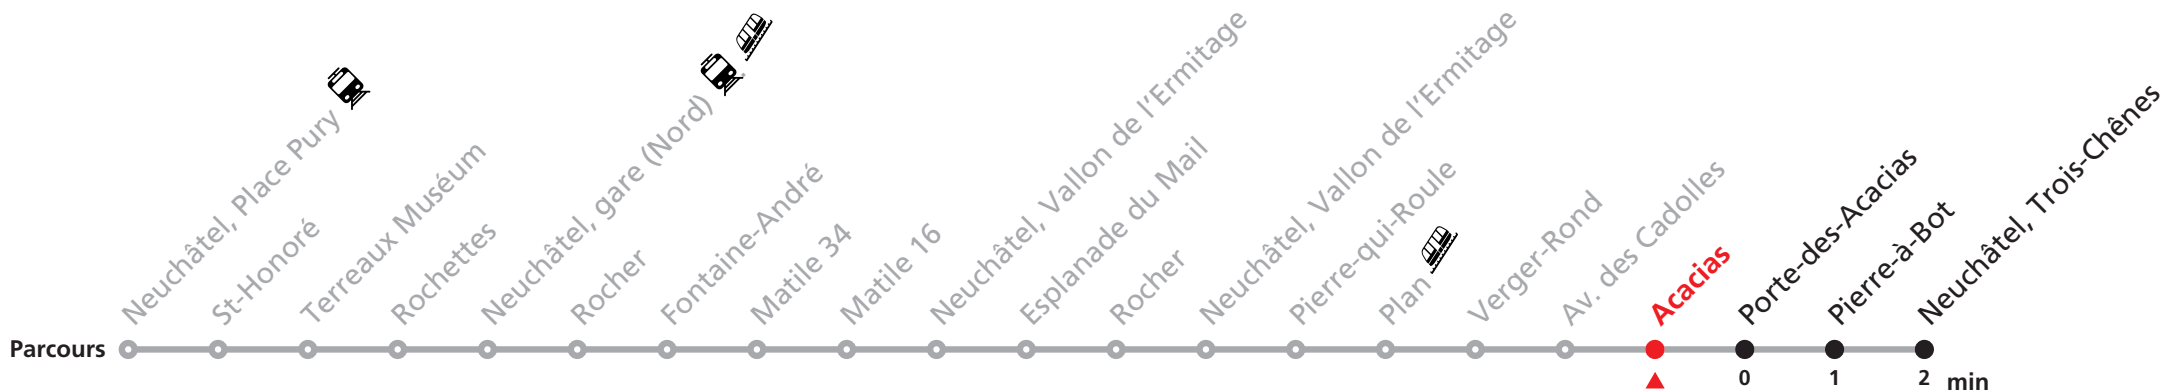 Neuchâtel, Place Pury
St-Honoré
Terreaux Muséum
Rochettes
Neuchâtel, gare (Nord)
Rocher
Fontaine-André
Matile 34
Matile 16
Neuchâtel, Vallon de l'Ermitage
Esplanade du Mail
Rocher
Neuchâtel, Vallon de l'Ermitage
Pierre-qui-Roule
Plan
Verger-Rond
Av. des Cadolles
Acacias
Porte-des-Acacias
Pierre-à-Bot
Neuchâtel, Trois-Chênes
Parcours
0 1 2 min